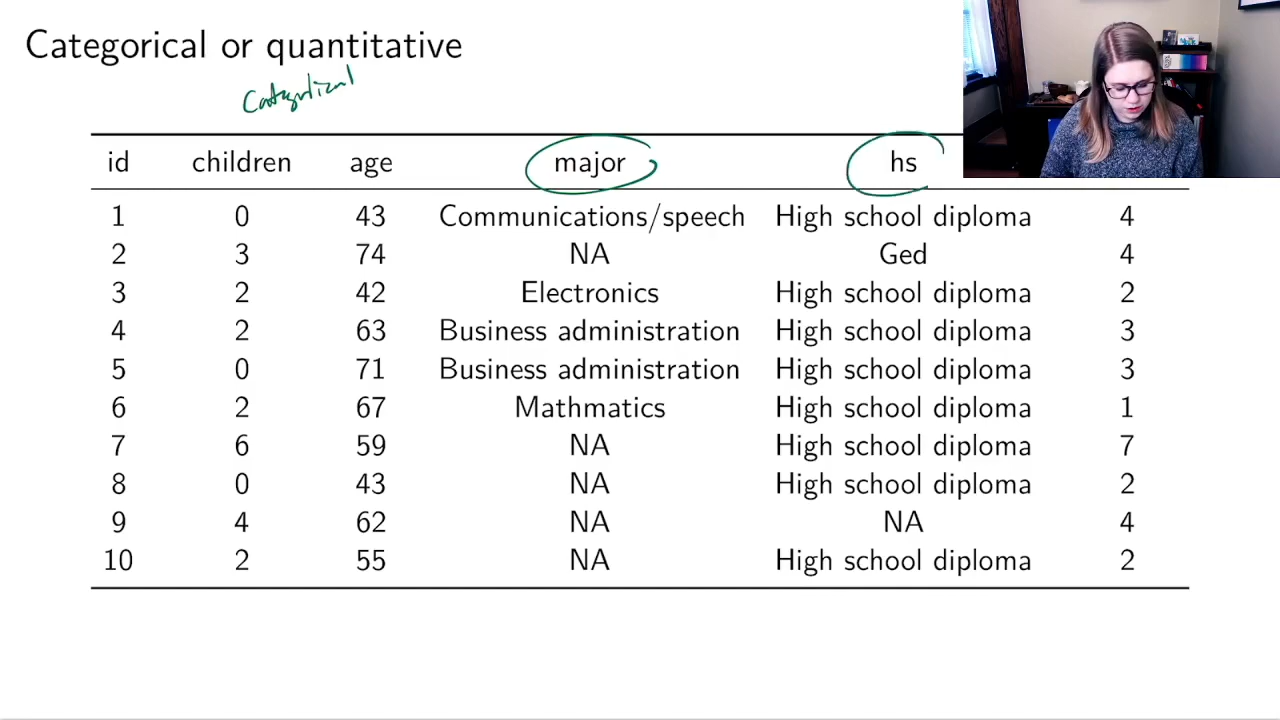 Categorical or quantitative
Categorical
id children age major hs
1 0 43 Communications/speech High school diploma 4
2 3 74 NA Ged 4
3 2 42 Electronics High school diploma 2
4 2 63 Business administration High school diploma 3
5 0 71 Business administration High school diploma 3
6 2 67 Mathmatics High school diploma 1
7 6 59 NA High school diploma 7
8 0 43 NA High school diploma 2
9 4 62 NA NA 4
10 2 55 NA High school diploma 2